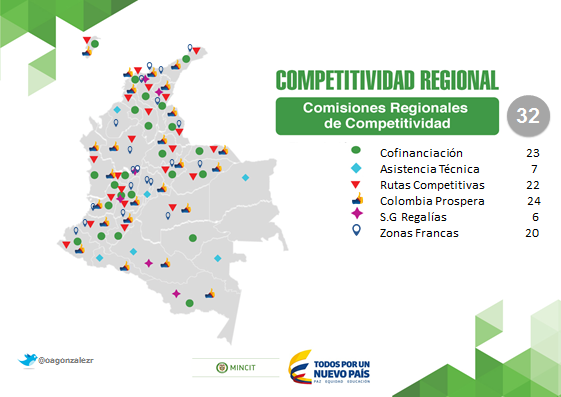 COMPETITIVIDAD REGIONAL
Comisiones Regionales
de Competitividad
32
Cofinanciación 23
Asistencia Técnica 7
Rutas Competitivas 22
Colombia Prospera 24
S.G Regalías 6
Zonas Francas 20
@oagonzalezr
MINCIT
TODOS POR UN
NUEVO PAÍS
PAZ EQUIDAD EDUCACIÓN